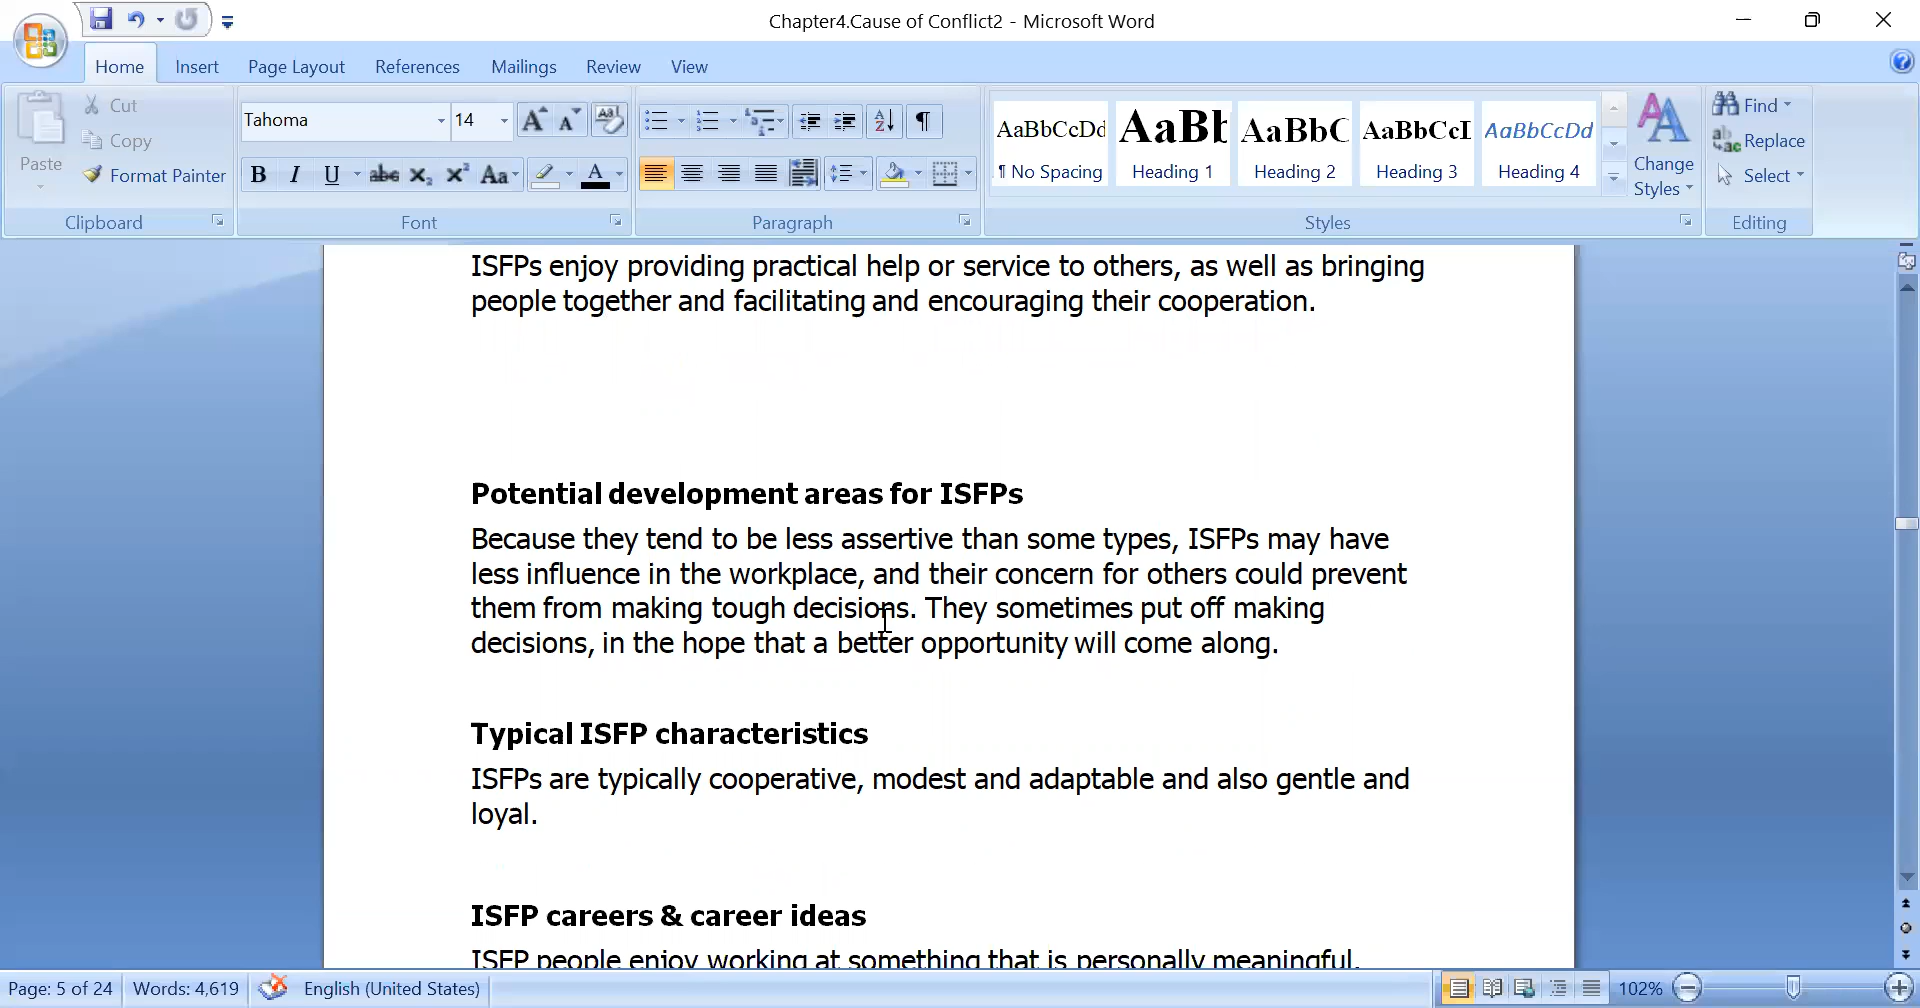 Chapter4.Cause of Conflict2 - Microsoft Word
Home Insert Page Layout References Mailings Review View
Paste
Cut
Copy
Format Painter
Clipboard
Tahoma 14
B I U abc X₂ X² Aa A
Font
Paragraph
AaBbCcDd AaBb AaBbC AaBbCcI AaBbCcDd
¶ No Spacing Heading 1 Heading 2 Heading 3 Heading 4
Change
Styles
Styles
Find
Replace
Select
Editing
ISFPs enjoy providing practical help or service to others, as well as bringing
people together and facilitating and encouraging their cooperation.
Potential development areas for ISFPs
Because they tend to be less assertive than some types, ISFPs may have
less influence in the workplace, and their concern for others could prevent
them from making tough decisions. They sometimes put off making
decisions, in the hope that a better opportunity will come along.
Typical ISFP characteristics
ISFPs are typically cooperative, modest and adaptable and also gentle and
loyal.
ISFP careers & career ideas
ISFP people enjoy working at something that is personally meaningful.
Page: 5 of 24 Words: 4,619 English (United States) 102%